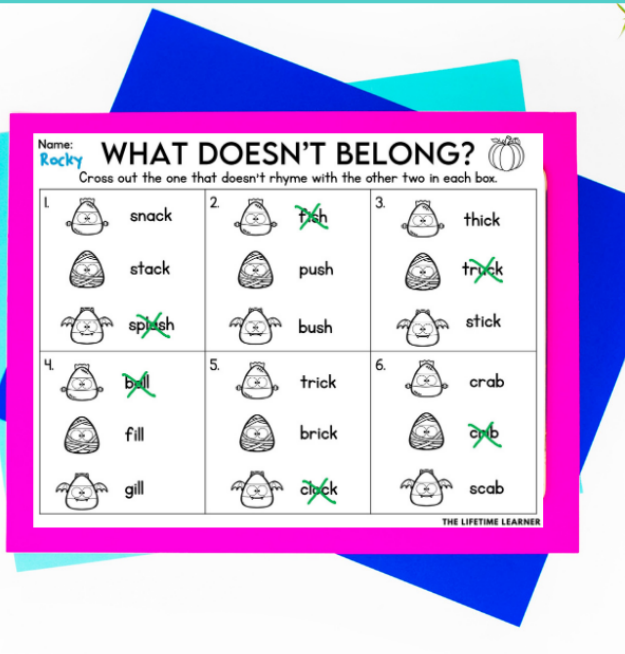 Name:
Rocky
WHAT DOESN'T BELONG?
Cross out the one that doesn't rhyme with the other two in each box.
1.
snack
stack
splash
2.
fish
push
bush
3.
thick
truck
stick
4.
fill
gill
5.
trick
brick
clock
6.
crab
crib
scab
THE LIFETIME LEARNER